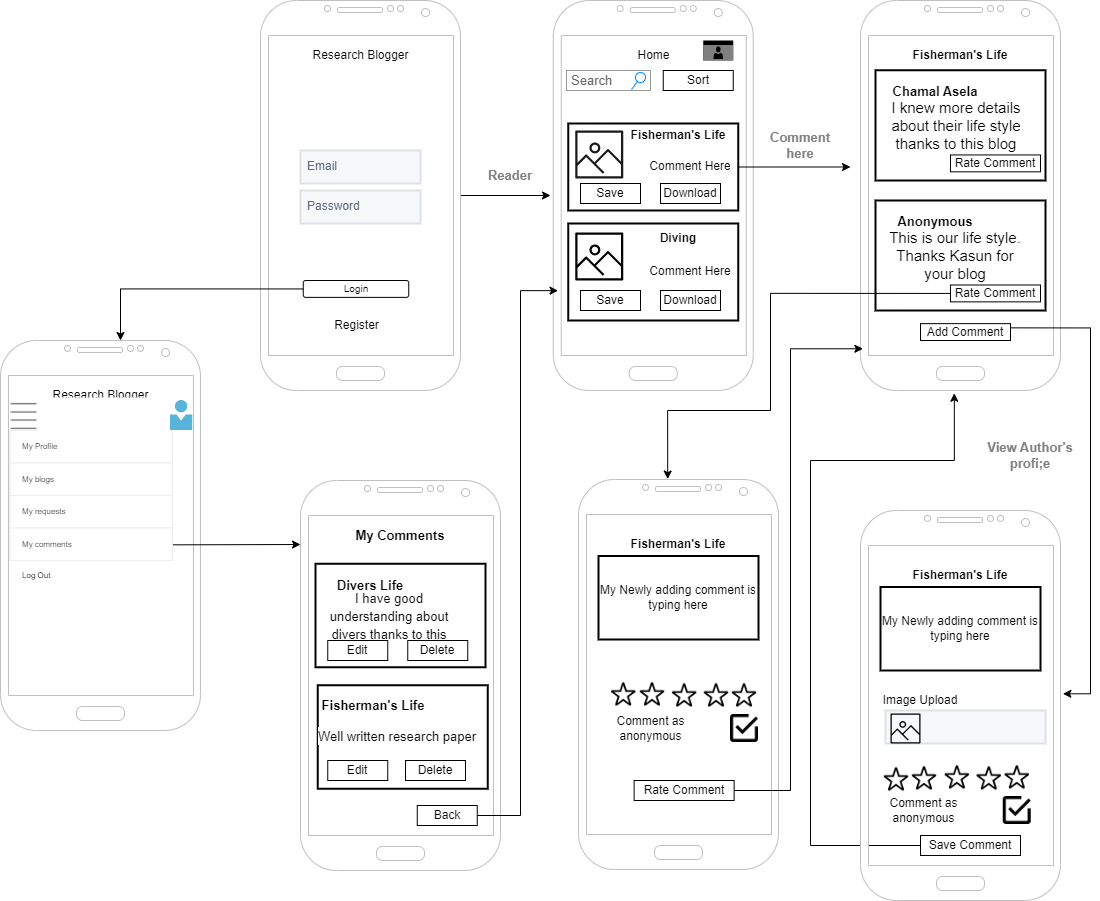 Research Blogger
Email
Password
Login
Register
Reader
Home
Search
Sort
Fisherman's Life
Comment Here
Save
Download
Diving
Comment Here
Save
Download
Comment
here
Fisherman's Life
Chamal Asela
I knew more details
about their life style
thanks to this blog
Rate Comment
Anonymous
This is our life style.
Thanks Kasun for
your blog
Rate Comment
Add Comment
Research Blogger
My Profile
My blogs
My requests
My comments
Log Out
My Comments
Divers Life
I have good
understanding about
divers thanks to this
Edit
Delete
Fisherman's Life
Well written research paper
Edit
Delete
Back
Fisherman's Life
My Newly adding comment is
typing here
Comment as
anonymous
Rate Comment
View Author's
profi;e
Fisherman's Life
My Newly adding comment is
typing here
Image Upload
Comment as
anonymous
Save Comment